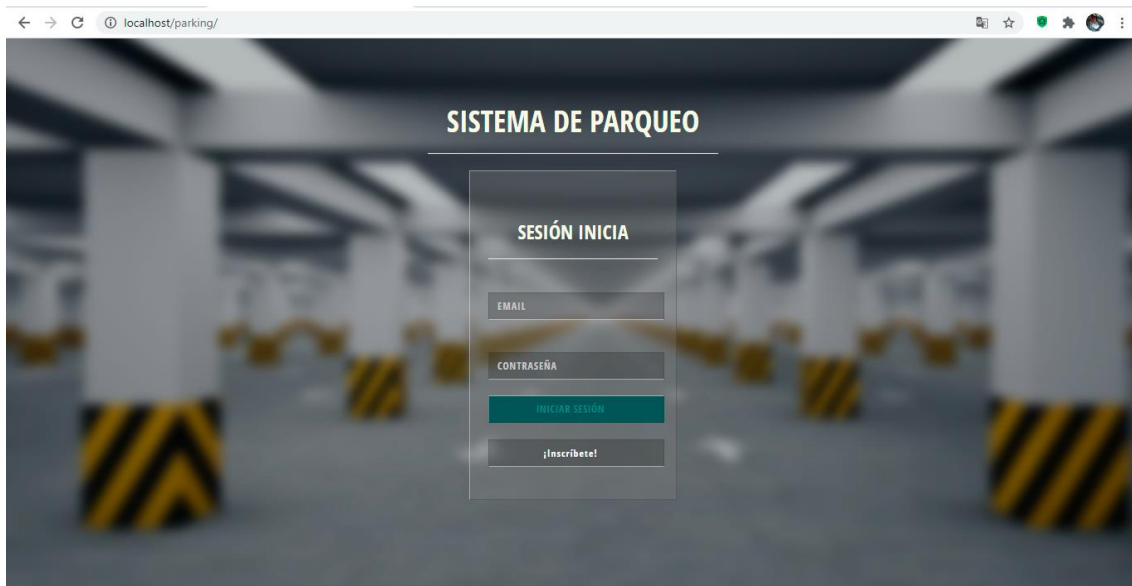 localhost/parking/
SISTEMA DE PARQUEO
SESIÓN INICIA
EMAIL
CONTRASEÑA
INICIAR SESIÓN
¡Inscríbete!